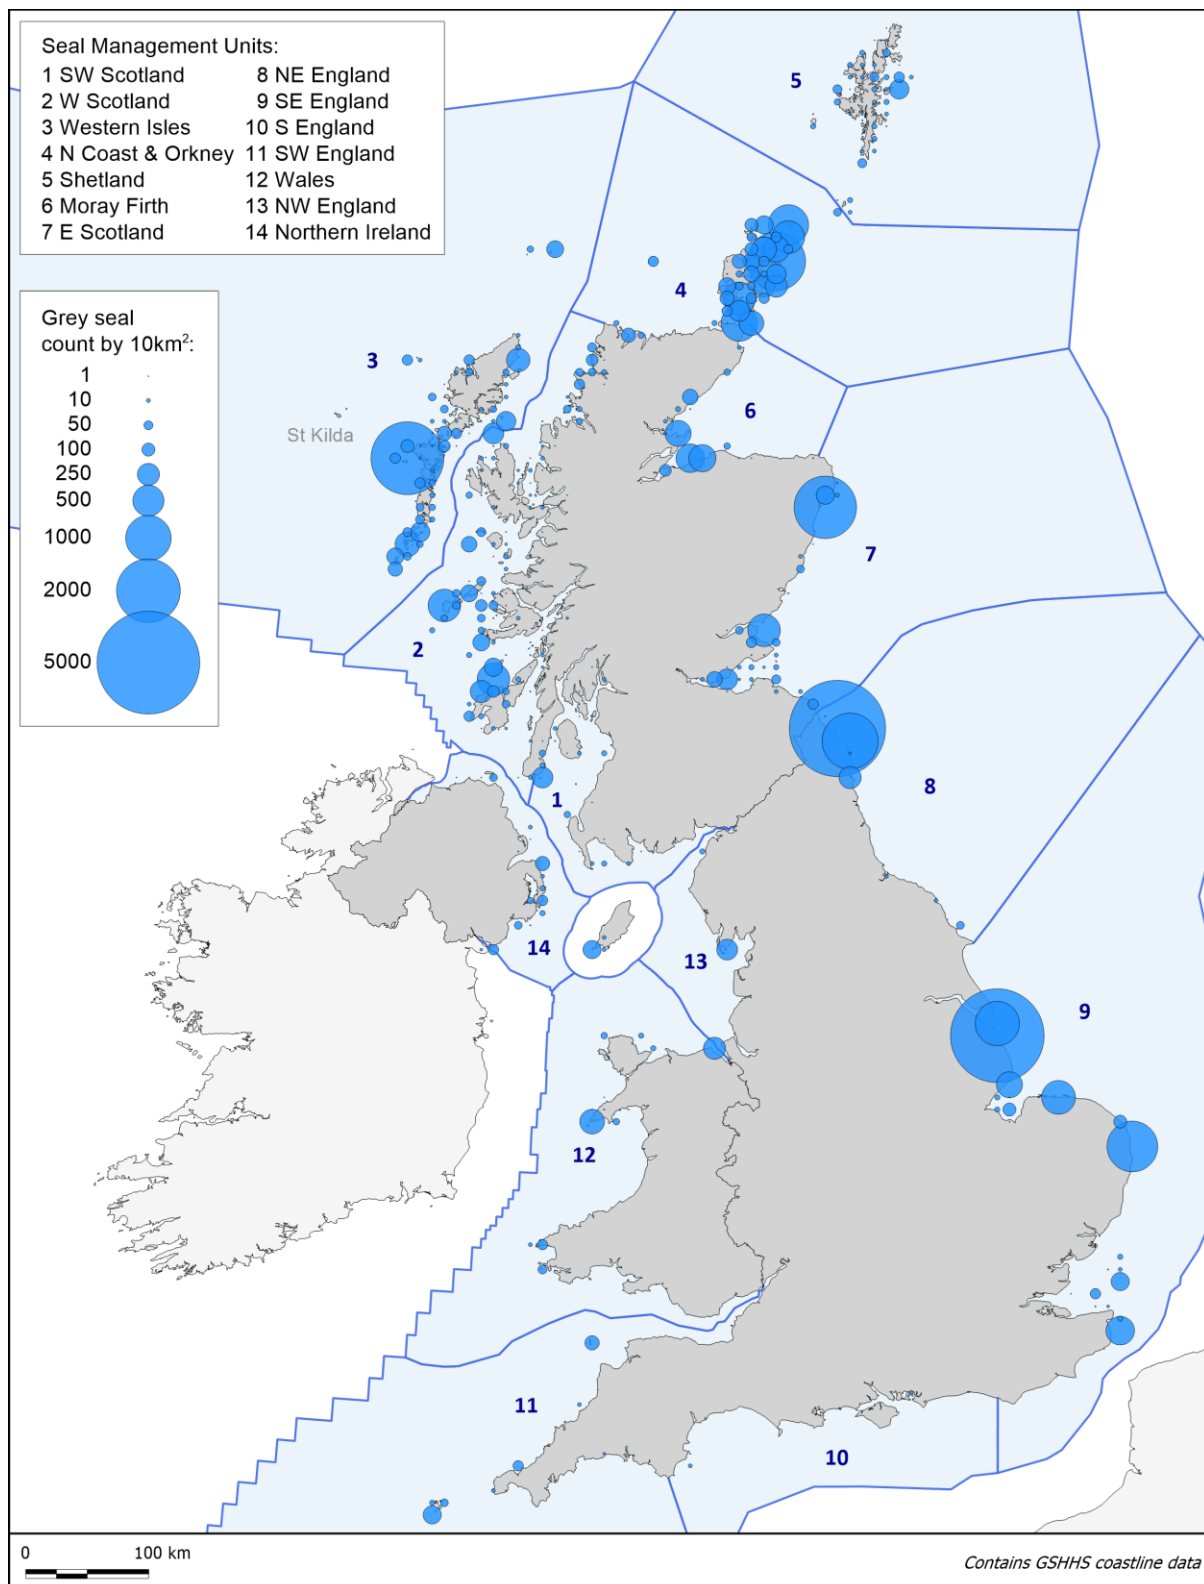 Seal Management Units:
1 SW Scotland 8 NE England
2 W Scotland 9 SE England
3 Western Isles 10 S England
4 N Coast & Orkney 11 SW England
5 Shetland 12 Wales
6 Moray Firth 13 NW England
7 E Scotland 14 Northern Ireland
Grey seal
count by 10km²:
1
10
50
100
250
500
1000
2000
5000
5
4
3
St Kilda
6
7
2
1
8
14
13
9
12
11
10
0 100 km
Contains GSHHS coastline data